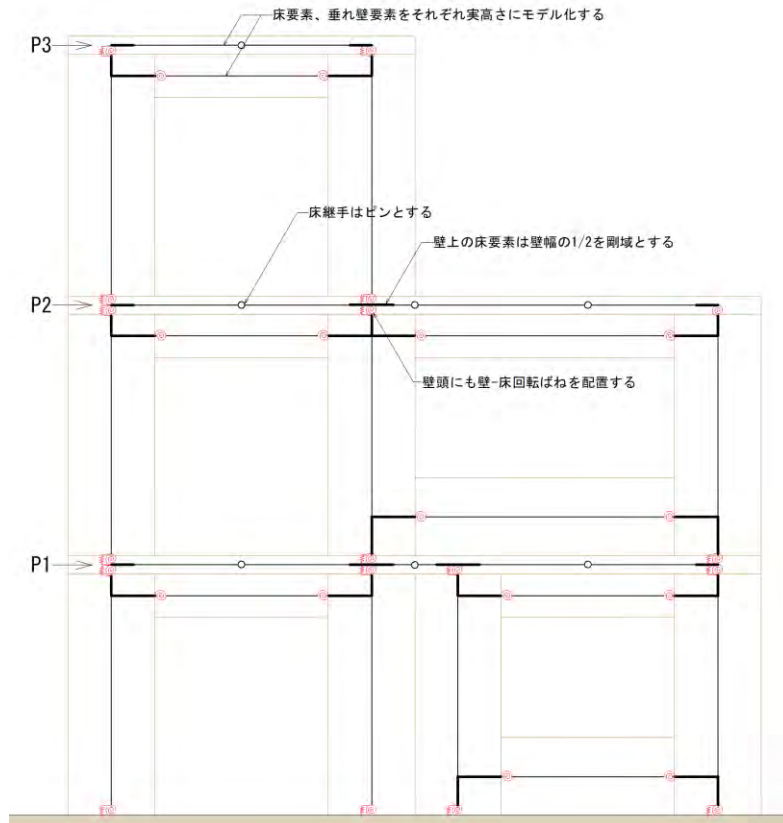 床要素、垂れ壁要素をそれぞれ実高さにモデル化する
P3
床継手はピンとする
壁上の床要素は壁幅の1/2を剛域とする
P2
壁頭にも壁-床回転ばねを配置する
P1